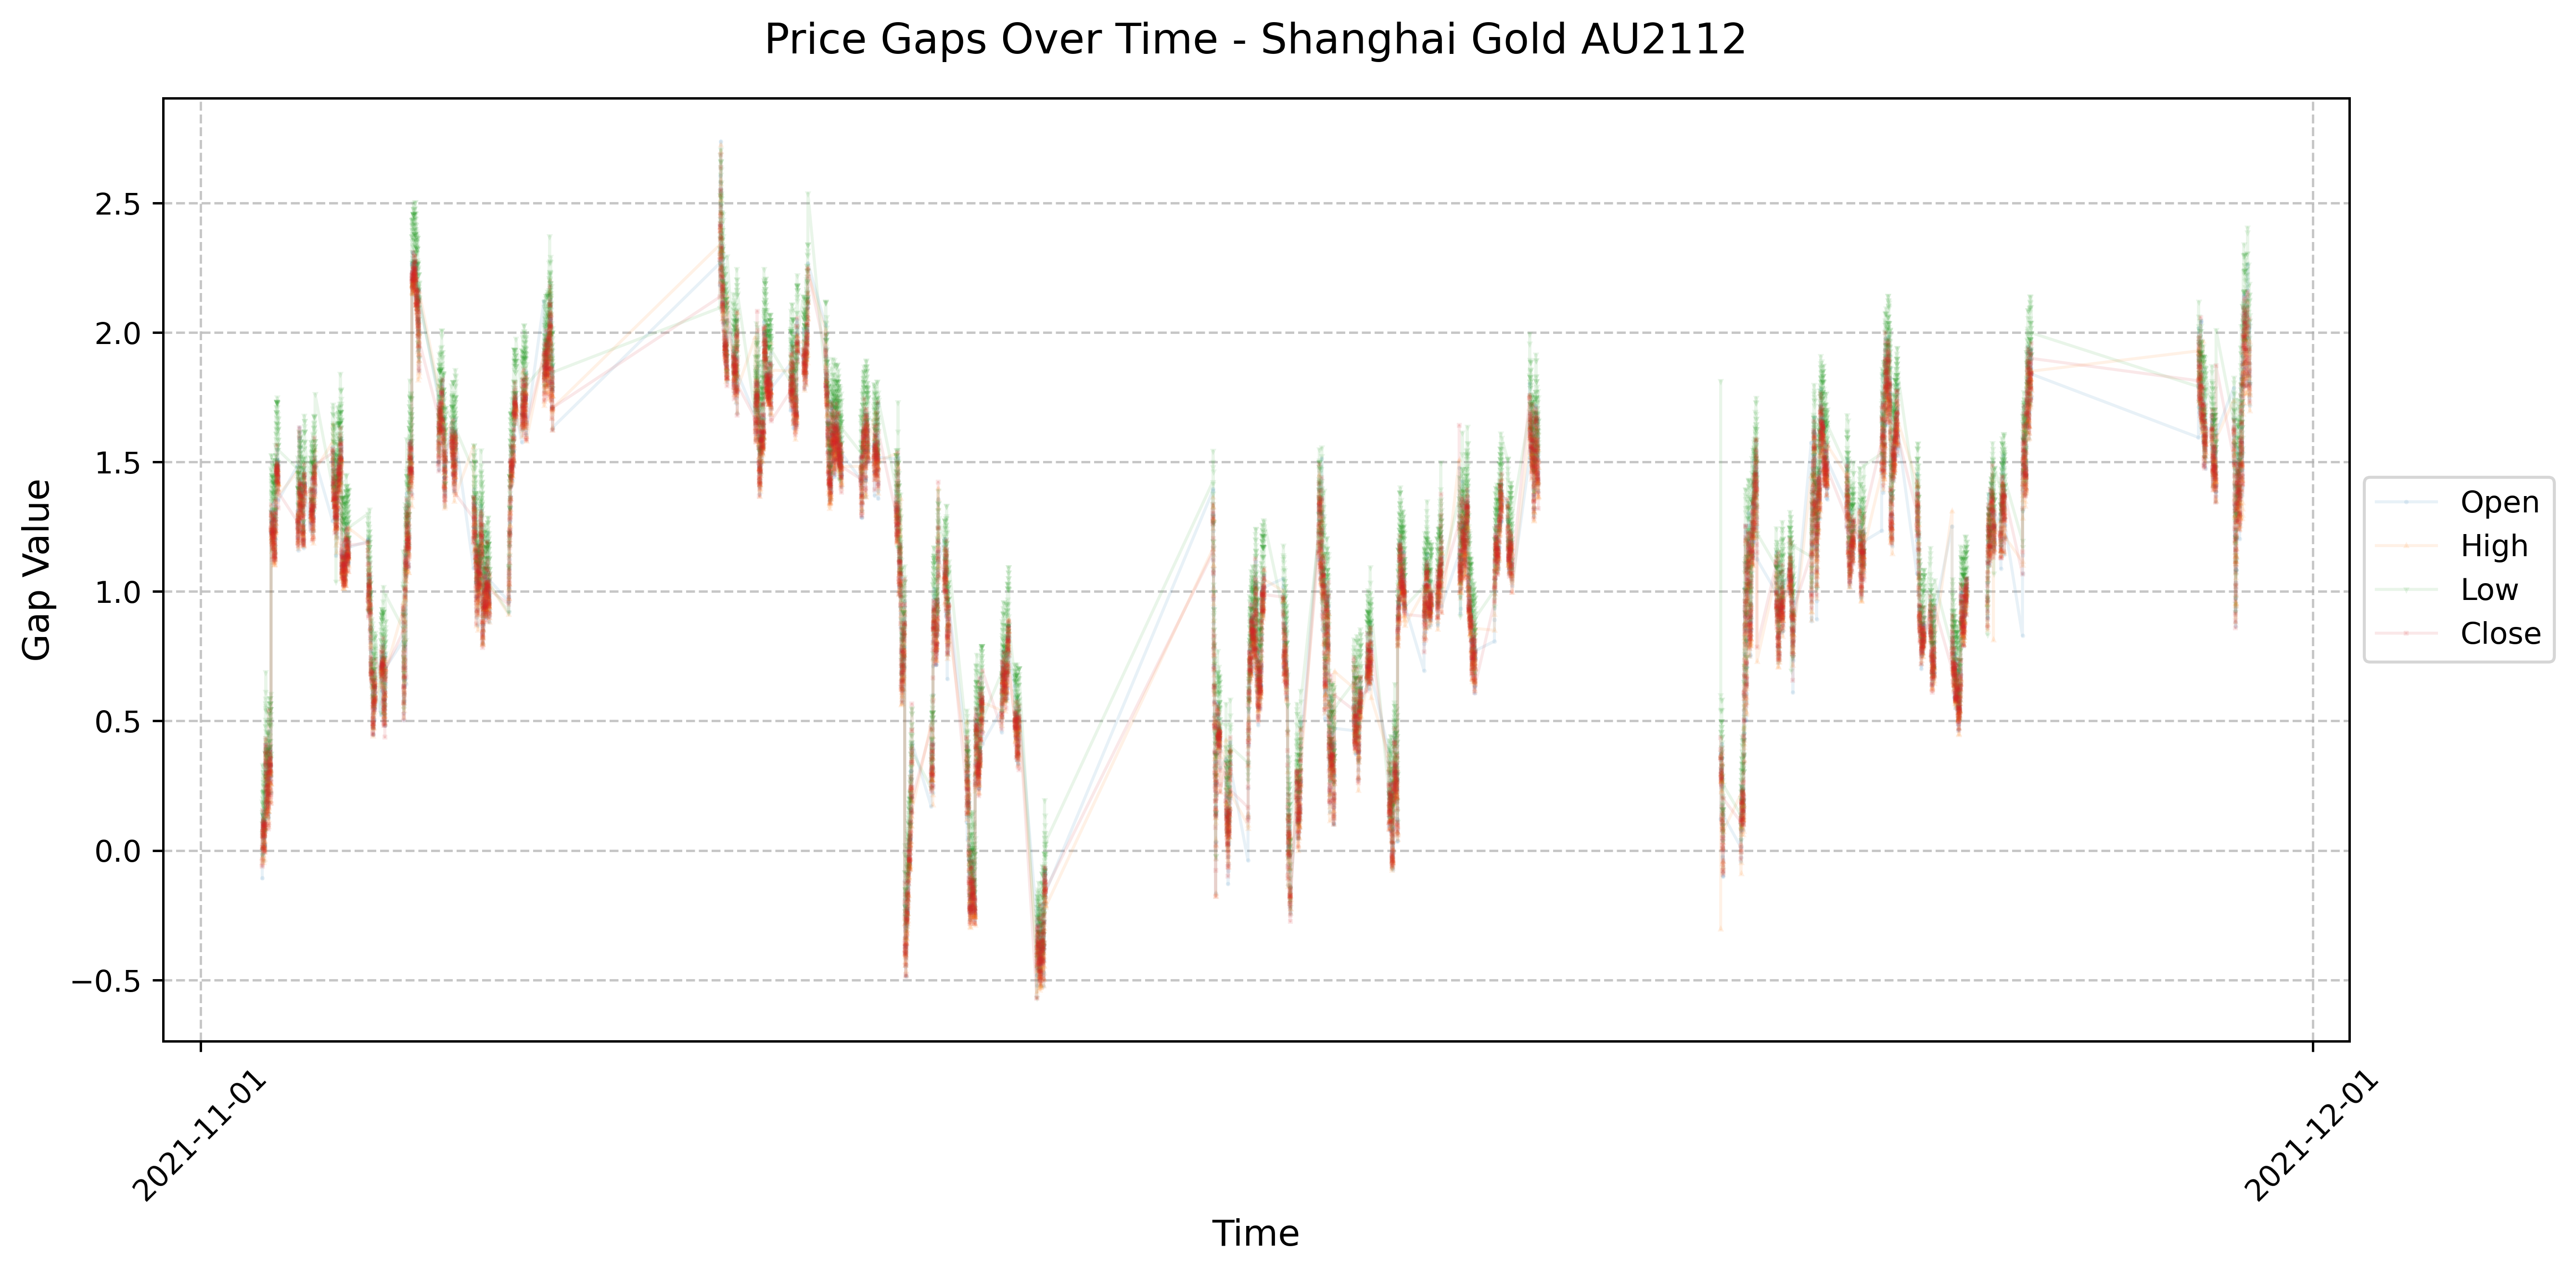 Price Gaps Over Time - Shanghai Gold AU2112
Gap Value
2.5
2.0
1.5
1.0
0.5
0.0
−0.5
2021-11-01
2021-12-01
Time
Open
High
Low
Close